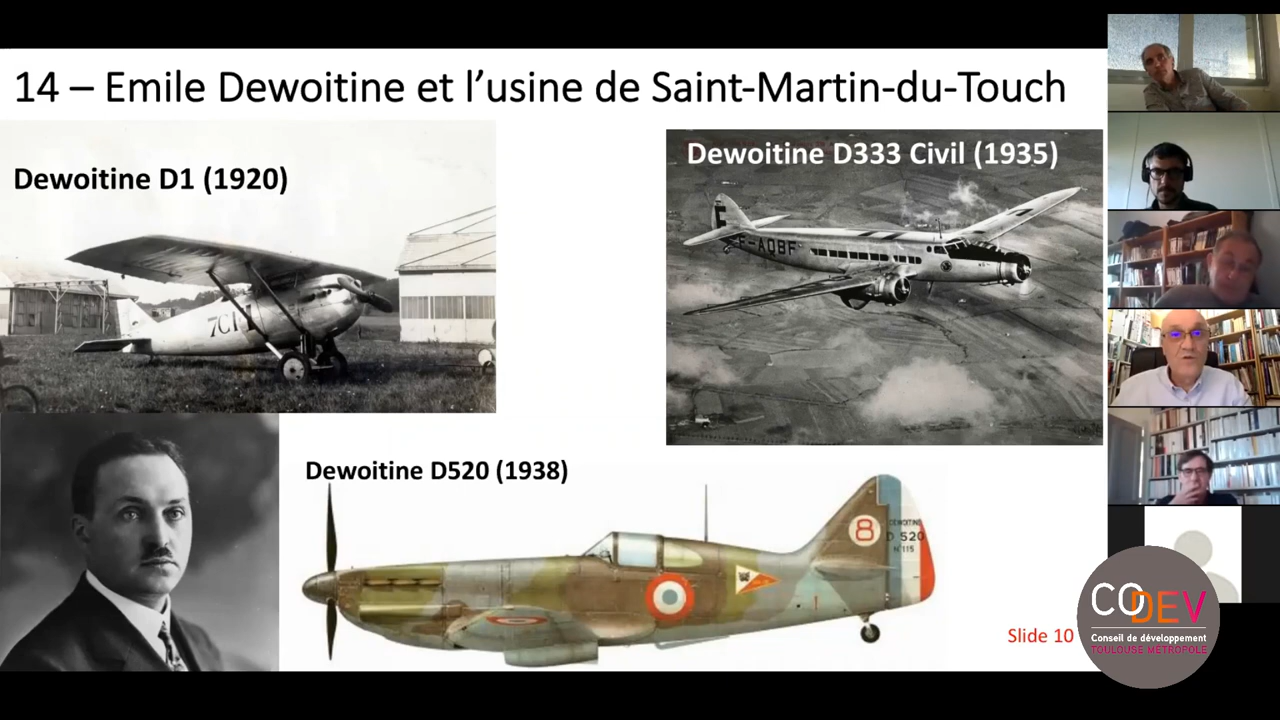 14 – Emile Dewoitine et l’usine de Saint-Martin-du-Touch
Dewoitine D1 (1920)
Dewoitine D333 Civil (1935)
F-AQBF
Dewoitine D520 (1938)
8
DEWOITINE
D 520
N°115
Slide 10
CODEV
Conseil de développement
TOULOUSE MÉTROPOLE